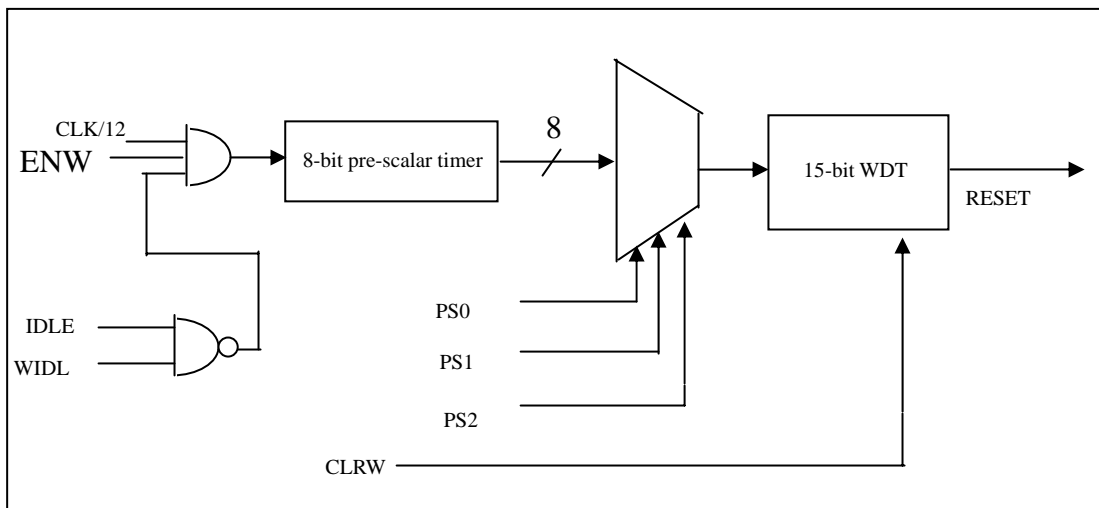 CLK/12
ENW
8-bit pre-scalar timer
8
15-bit WDT
RESET
IDLE
WIDL
PS0
PS1
PS2
CLRW